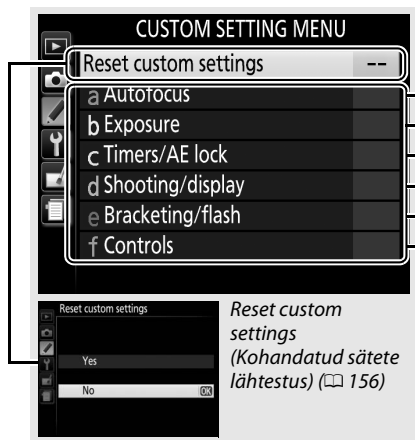 CUSTOM SETTING MENU
Reset custom settings --
a Autofocus
b Exposure
c Timers/AE lock
d Shooting/display
e Bracketing/flash
f Controls
Reset custom settings
Yes
No OK
Reset custom
settings
(Kohandatud sätete
lähtestus) (📖 156)